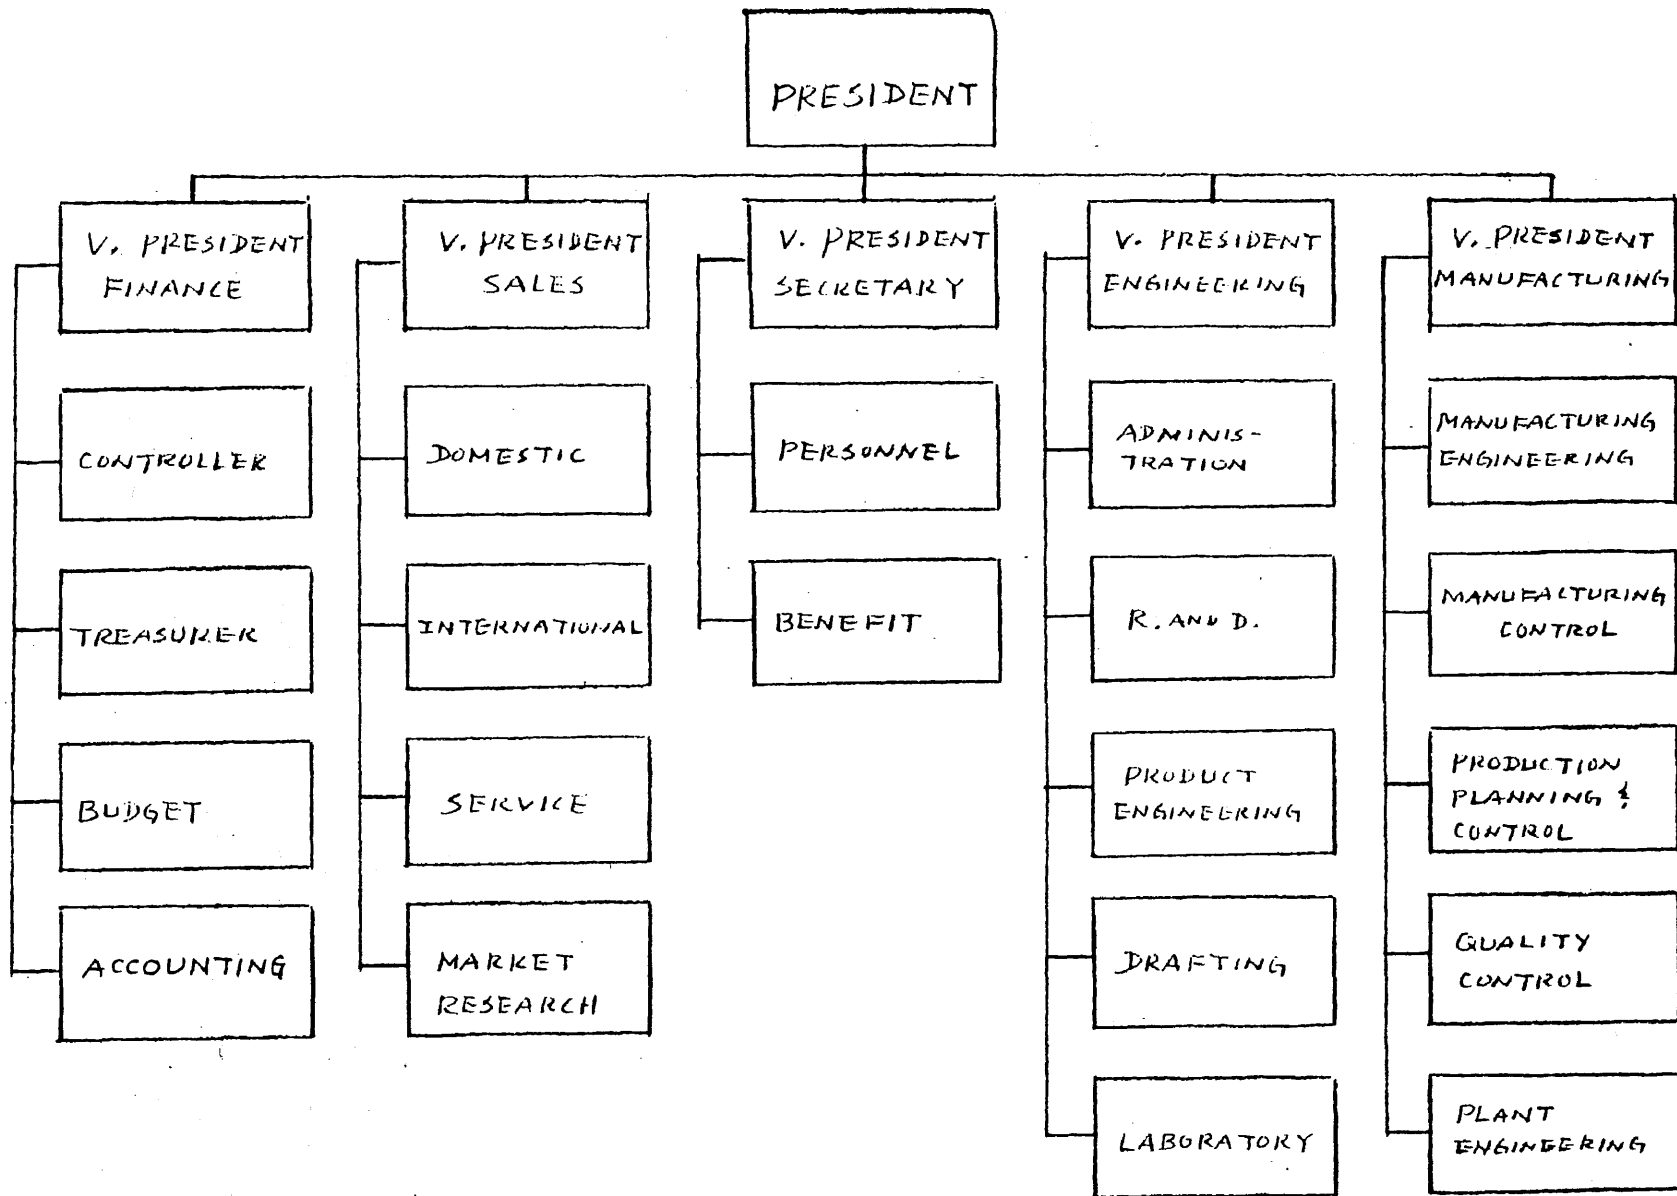 PRESIDENT
V. PRESIDENT
FINANCE
CONTROLLER
TREASURER
BUDGET
ACCOUNTING
V. PRESIDENT
SALES
DOMESTIC
INTERNATIONAL
SERVICE
MARKET
RESEARCH
V. PRESIDENT
SECRETARY
PERSONNEL
BENEFIT
V. PRESIDENT
ENGINEERING
ADMINIS-
TRATION
R. AND D.
PRODUCT
ENGINEERING
DRAFTING
LABORATORY
V. PRESIDENT
MANUFACTURING
MANUFACTURING
ENGINEERING
MANUFACTURING
CONTROL
PRODUCTION
PLANNING &
CONTROL
QUALITY
CONTROL
PLANT
ENGINEERING